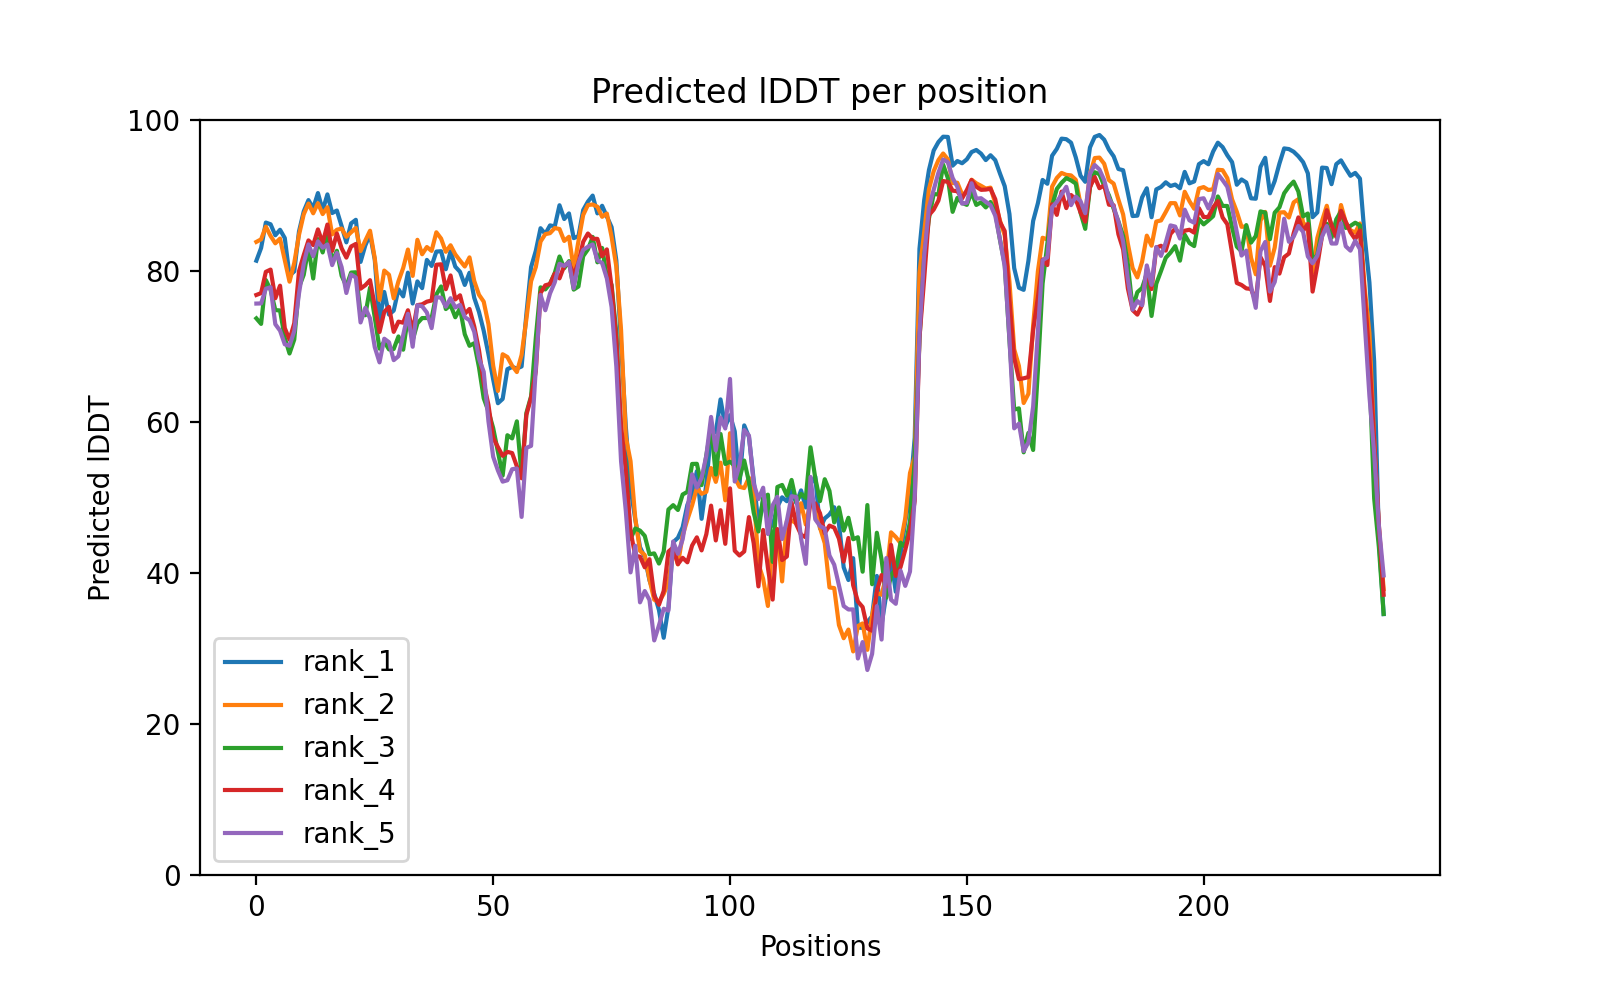 Predicted lDDT per position
100
80
60
40
20
0
Predicted lDDT
rank_1
rank_2
rank_3
rank_4
rank_5
0 50 100 150 200
Positions